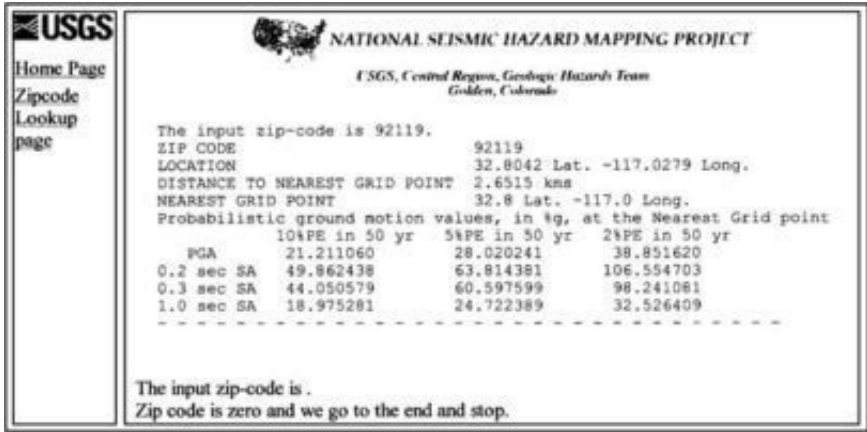 USGS
Home Page
Zipcode
Lookup
page
NATIONAL SEISMIC HAZARD MAPPING PROJECT
USGS, Central Region, Geologic Hazards Team
Golden, Colorado
The input zip-code is 92119.
ZIP CODE 92119
LOCATION 32.8042 Lat. -117.0279 Long.
DISTANCE TO NEAREST GRID POINT 2.6515 kms
NEAREST GRID POINT 32.8 Lat. -117.0 Long.
Probabilistic ground motion values, in %g, at the Nearest Grid point
10%PE in 50 yr 5%PE in 50 yr 2%PE in 50 yr
PGA 21.211060 28.020241 38.851620
0.2 sec SA 49.862438 63.814381 106.554703
0.3 sec SA 44.050579 60.597599 98.241081
1.0 sec SA 18.975281 24.722389 32.526409
The input zip-code is .
Zip code is zero and we go to the end and stop.